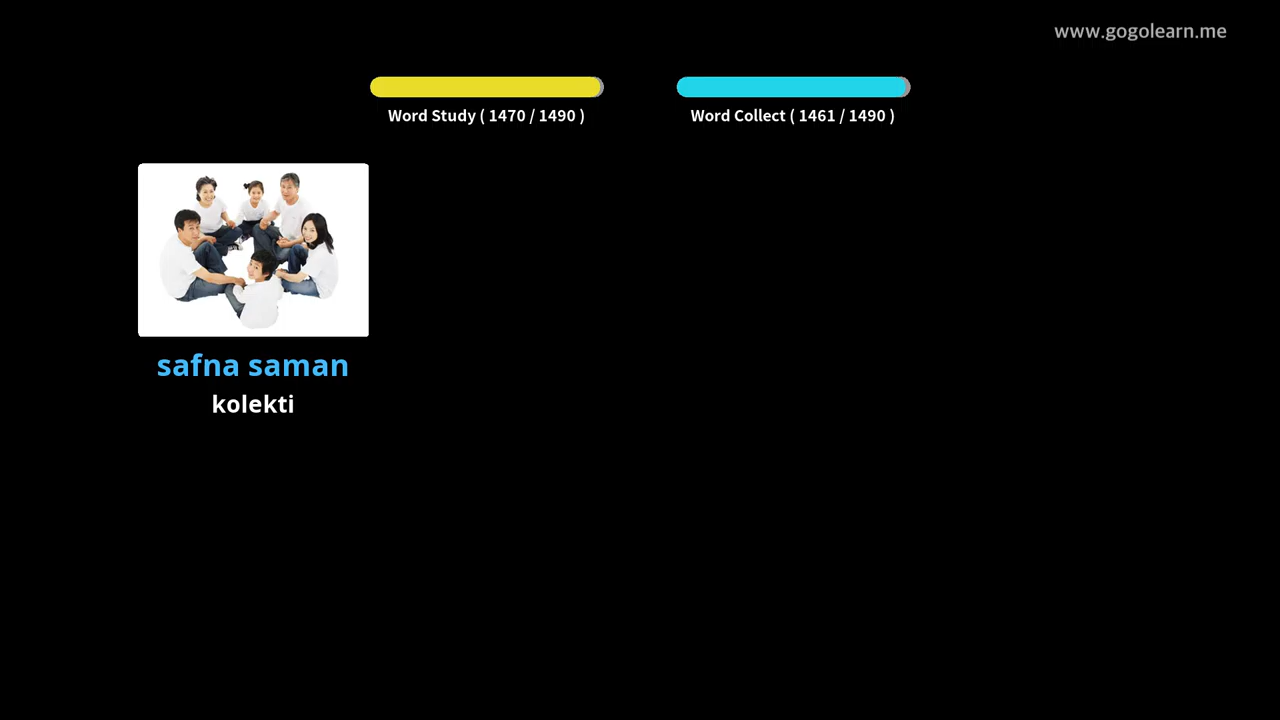 www.gogolearn.me
Word Study ( 1470 / 1490 )
Word Collect ( 1461 / 1490 )
safna saman
kolekti